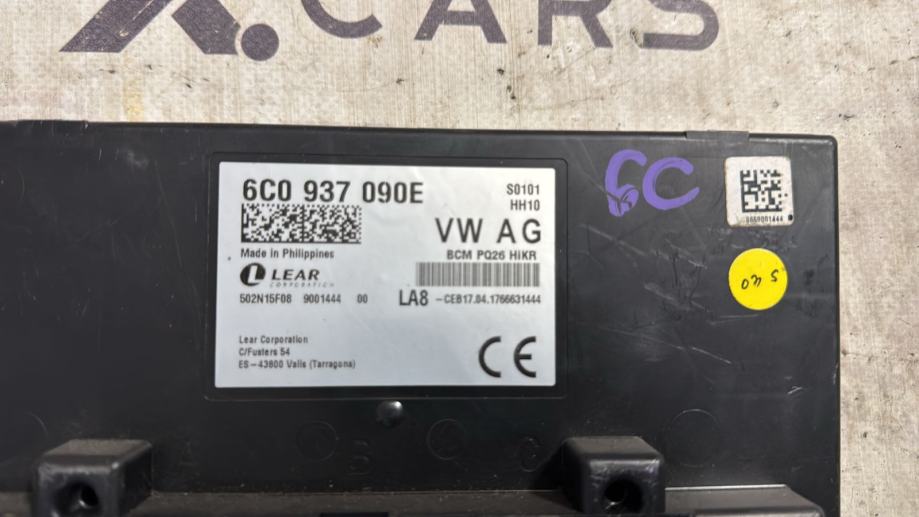 X.CARS
6C0 937 090E
S0101
HH10
VW AG
Made in Philippines
BCM PQ26 HiKR
LEAR
CORPORATION
502N15F08 9001444 00
LA8 -CEB17.04.1766631444
Lear Corporation
C/Fusters 54
ES-43800 Valls (Tarragona)
CE
6C
B
C